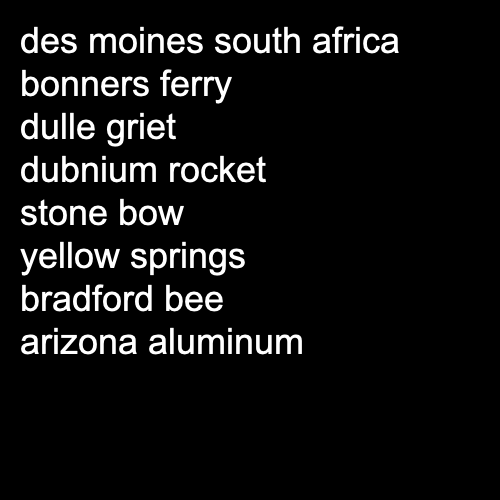 des moines south africa
bonners ferry
dulle griet
dubnium rocket
stone bow
yellow springs
bradford bee
arizona aluminum